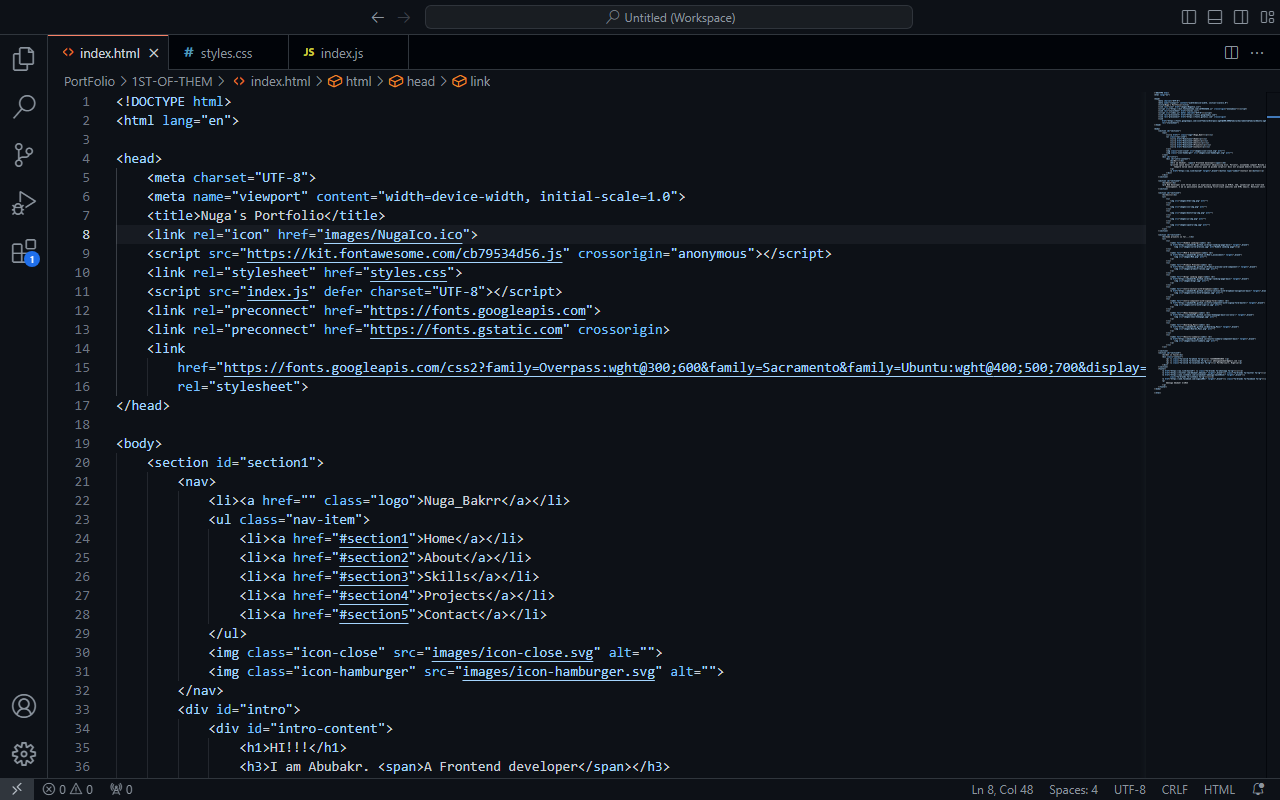 Untitled (Workspace)
index.html
styles.css
index.js
PortFolio > 1ST-OF-THEM > index.html > html > head > link
1 <!DOCTYPE html>
2 <html lang="en">
3
4 <head>
5 <meta charset="UTF-8">
6 <meta name="viewport" content="width=device-width, initial-scale=1.0">
7 <title>Nuga's Portfolio</title>
8 <link rel="icon" href="images/NugaIco.ico">
9 <script src="https://kit.fontawesome.com/cb79534d56.js" crossorigin="anonymous"></script>
10 <link rel="stylesheet" href="styles.css">
11 <script src="index.js" defer charset="UTF-8"></script>
12 <link rel="preconnect" href="https://fonts.googleapis.com">
13 <link rel="preconnect" href="https://fonts.gstatic.com" crossorigin>
14 <link
15 href="https://fonts.googleapis.com/css2?family=Overpass:wght@300;600&family=Sacramento&family=Ubuntu:wght@400;500;700&display=
16 rel="stylesheet">
17 </head>
18
19 <body>
20 <section id="section1">
21 <nav>
22 <li><a href="" class="logo">Nuga_Bakrr</a></li>
23 <ul class="nav-item">
24 <li><a href="#section1">Home</a></li>
25 <li><a href="#section2">About</a></li>
26 <li><a href="#section3">Skills</a></li>
27 <li><a href="#section4">Projects</a></li>
28 <li><a href="#section5">Contact</a></li>
29 </ul>
30 <img class="icon-close" src="images/icon-close.svg" alt="">
31 <img class="icon-hamburger" src="images/icon-hamburger.svg" alt="">
32 </nav>
33 <div id="intro">
34 <div id="intro-content">
35 <h1>HI!!!</h1>
36 <h3>I am Abubakr. <span>A Frontend developer</span></h3>
1
0 0 0 Ln 8, Col 48 Spaces: 4 UTF-8 CRLF HTML